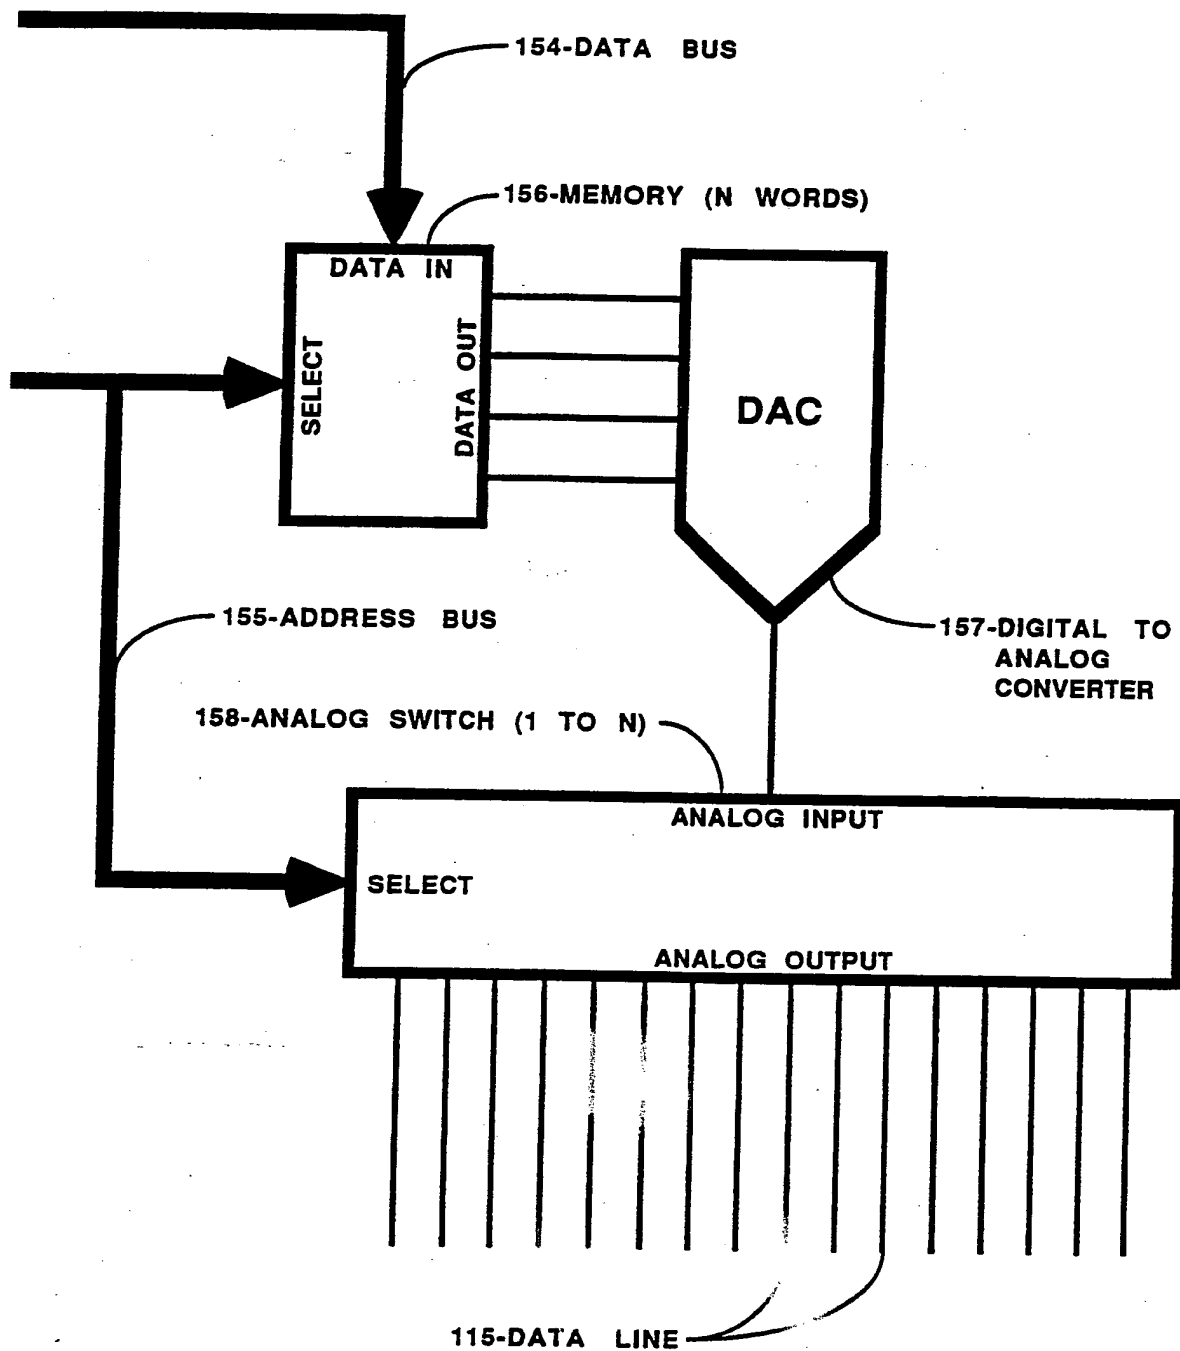 154-DATA BUS
156-MEMORY (N WORDS)
DATA IN
SELECT
DATA OUT
DAC
155-ADDRESS BUS
157-DIGITAL TO
ANALOG
CONVERTER
158-ANALOG SWITCH (1 TO N)
ANALOG INPUT
SELECT
ANALOG OUTPUT
115-DATA LINE